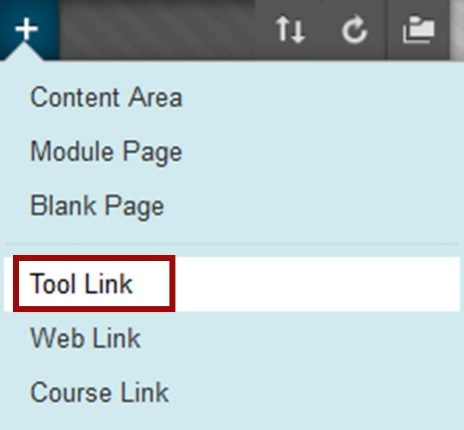 Content Area
Module Page
Blank Page
Tool Link
Web Link
Course Link